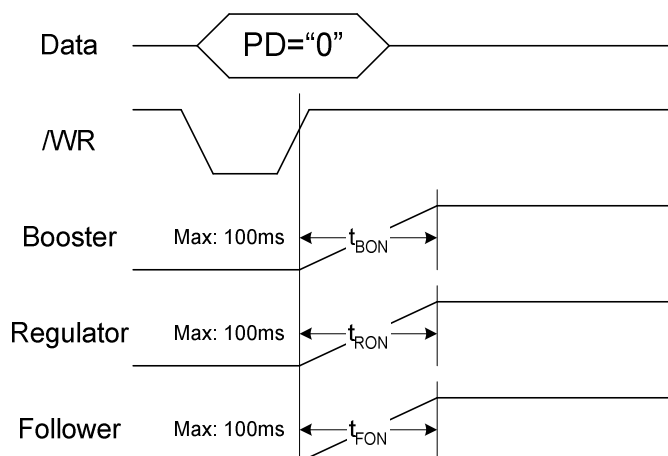 Data PD=“0”
/WR
Booster Max: 100ms tBON
Regulator Max: 100ms tRON
Follower Max: 100ms tFON